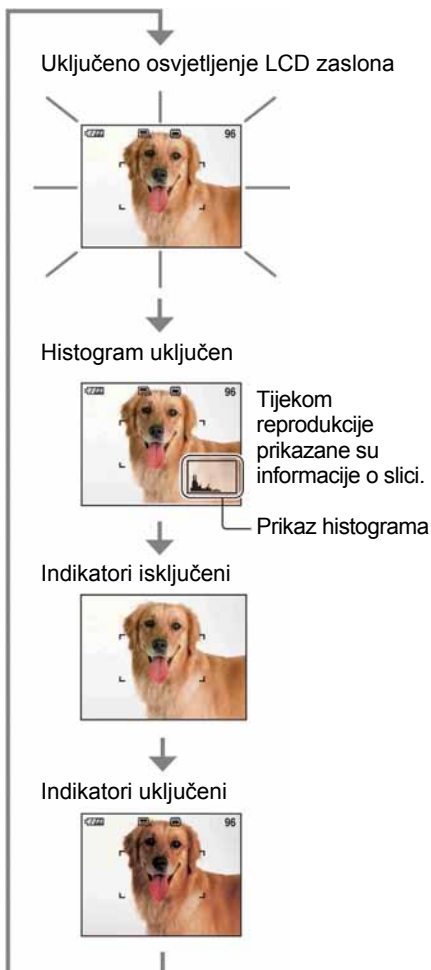 Uključeno osvjetljenje LCD zaslona
96
Histogram uključen
96
Tijekom
reprodukcije
prikazane su
informacije o slici.
Prikaz histograma
Indikatori isključeni
Indikatori uključeni
96